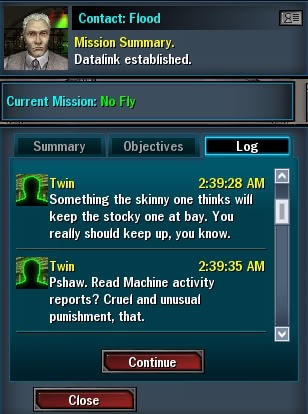 Contact: Flood
Mission Summary.
Datalink established.
Current Mission: No Fly
Summary
Objectives
Log
Twin 2:39:28 AM
Something the skinny one thinks will
keep the stocky one at bay. You
really should keep up, you know.
Twin 2:39:35 AM
Pshaw. Read Machine activity
reports? Cruel and unusual
punishment, that.
Continue
Close